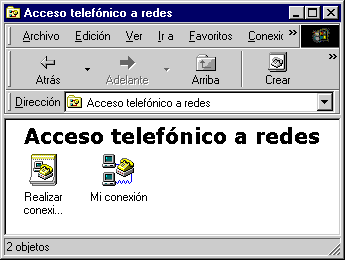 Acceso telefónico a redes
Archivo Edición Ver Ir a Favoritos Conexió »
Atrás Adelante Arriba Crear »
Dirección Acceso telefónico a redes
Acceso telefónico a redes
Realizar conexi... Mi conexión
2 objetos